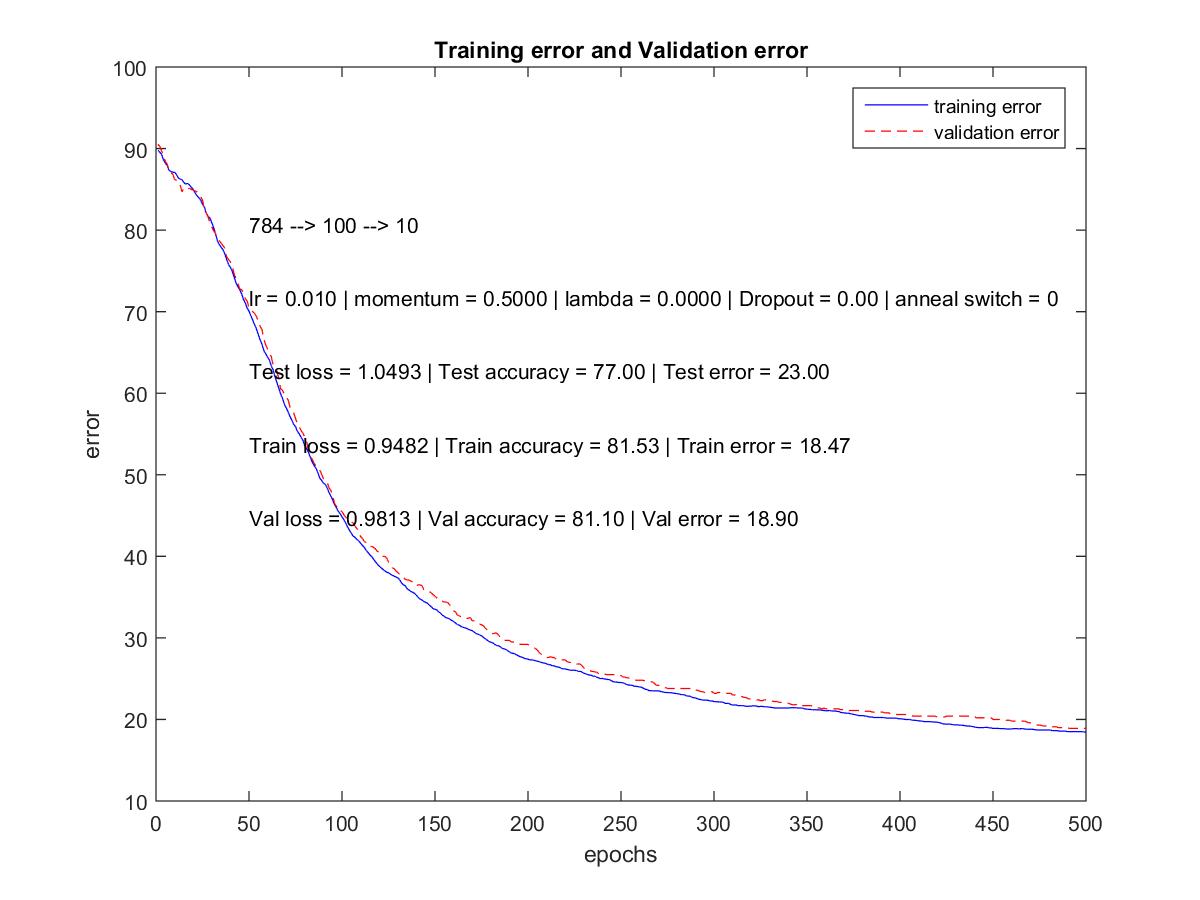 Training error and Validation error
100
90
80
70
60
50
40
30
20
10
error
training error
validation error
784 --> 100 --> 10
lr = 0.010 | momentum = 0.5000 | lambda = 0.0000 | Dropout = 0.00 | anneal switch = 0
Test loss = 1.0493 | Test accuracy = 77.00 | Test error = 23.00
Train loss = 0.9482 | Train accuracy = 81.53 | Train error = 18.47
Val loss = 0.9813 | Val accuracy = 81.10 | Val error = 18.90
0 50 100 150 200 250 300 350 400 450 500
epochs